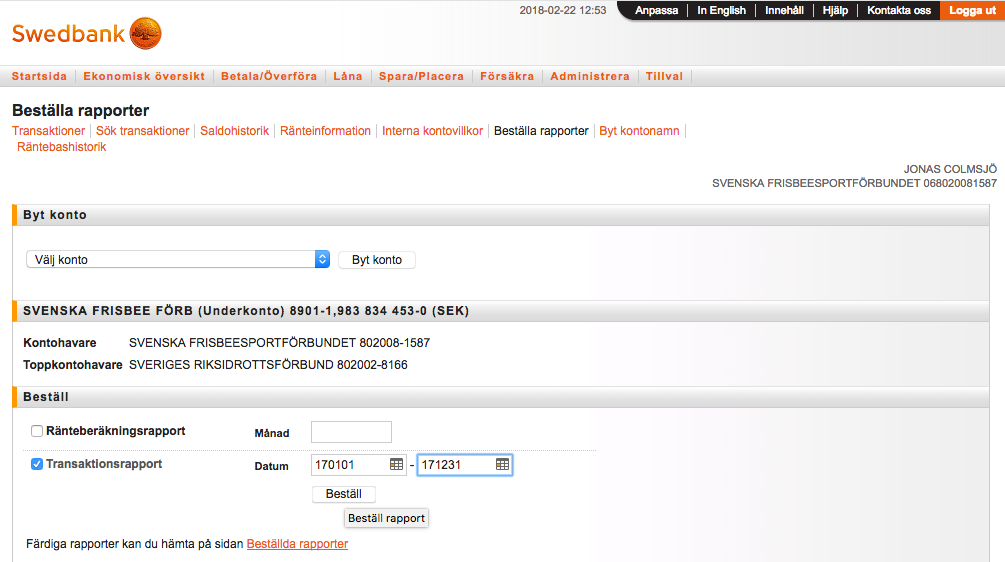 2018-02-22 12:53 Anpassa In English Innehåll Hjälp Kontakta oss Logga ut
Swedbank
Startsida Ekonomisk översikt Betala/Överföra Låna Spara/Placera Försäkra Administrera Tillval
Beställa rapporter
Transaktioner Sök transaktioner Saldohistorik Ränteinformation Interna kontovillkor Beställa rapporter Byt kontonamn
Räntebashistorik
JONAS COLMSJÖ
SVENSKA FRISBEESPORTFÖRBUNDET 068020081587
Byt konto
Välj konto Byt konto
SVENSKA FRISBEE FÖRB (Underkonto) 8901-1,983 834 453-0 (SEK)
Kontohavare SVENSKA FRISBEESPORTFÖRBUNDET 802008-1587
Toppkontohavare SVERIGES RIKSIDROTTSFÖRBUND 802002-8166
Beställ
Ränteberäkningsrapport Månad
Transaktionsrapport Datum 170101 - 171231
Beställ
Beställ rapport
Färdiga rapporter kan du hämta på sidan Beställda rapporter